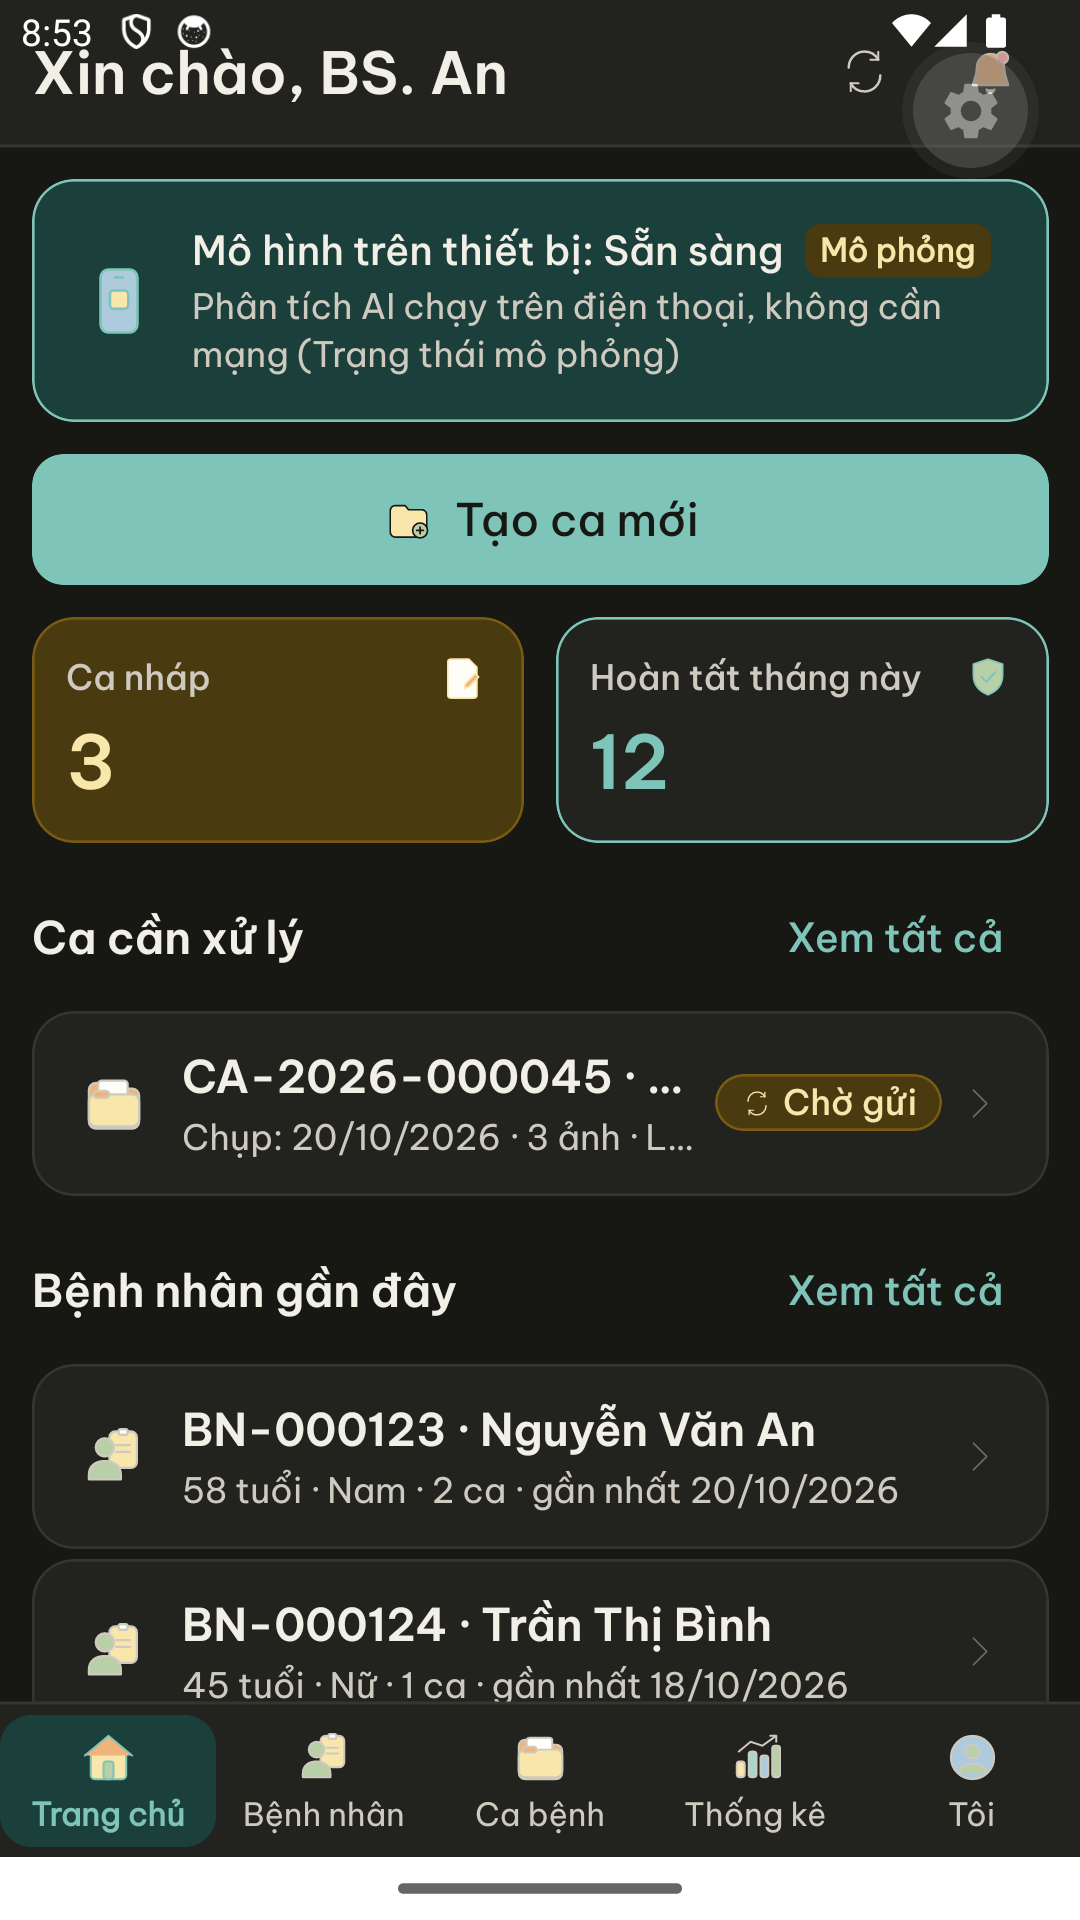 8:53
Xin chào, BS. An
Mô hình trên thiết bị: Sẵn sàng
Mô phỏng
Phân tích AI chạy trên điện thoại, không cần
mạng (Trạng thái mô phỏng)
Tạo ca mới
Ca nháp
3
Hoàn tất tháng này
12
Ca cần xử lý
Xem tất cả
CA-2026-000045 · ...
Chụp: 20/10/2026 · 3 ảnh · L...
Chờ gửi
Bệnh nhân gần đây
Xem tất cả
BN-000123 · Nguyễn Văn An
58 tuổi · Nam · 2 ca · gần nhất 20/10/2026
BN-000124 · Trần Thị Bình
45 tuổi · Nữ · 1 ca · gần nhất 18/10/2026
Trang chủ
Bệnh nhân
Ca bệnh
Thống kê
Tôi